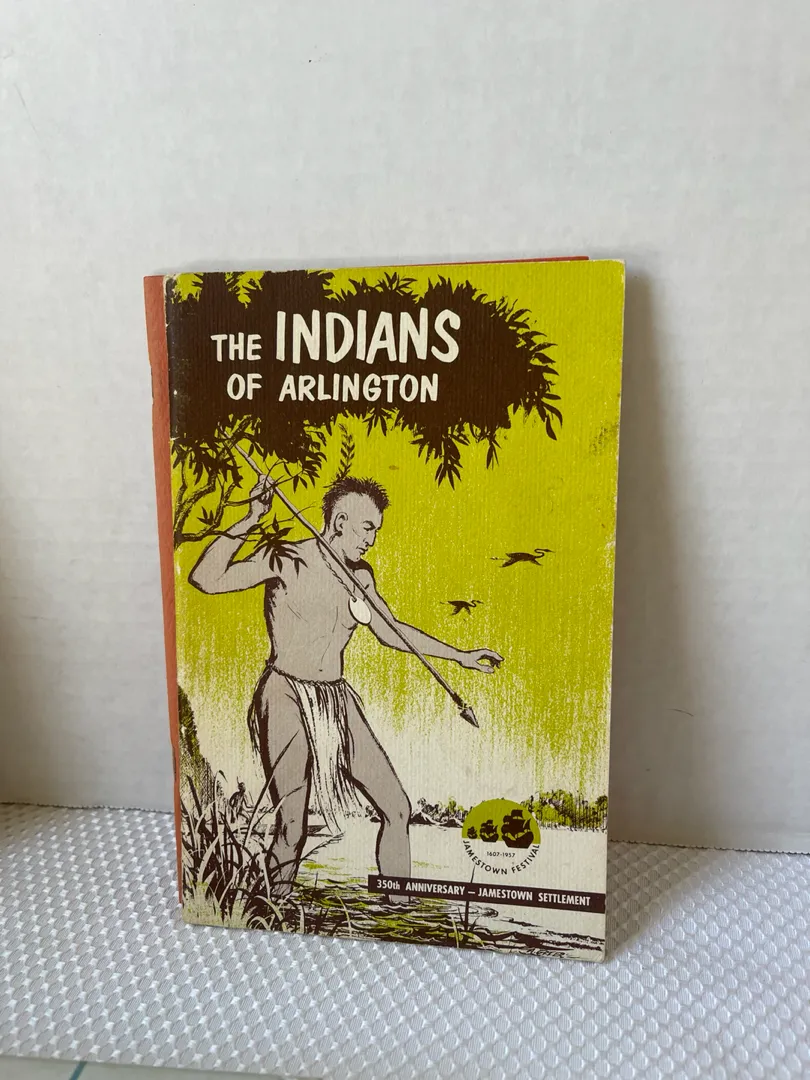 THE INDIANS
OF ARLINGTON
1607-1957
JAMESTOWN FESTIVAL
350th ANNIVERSARY — JAMESTOWN SETTLEMENT